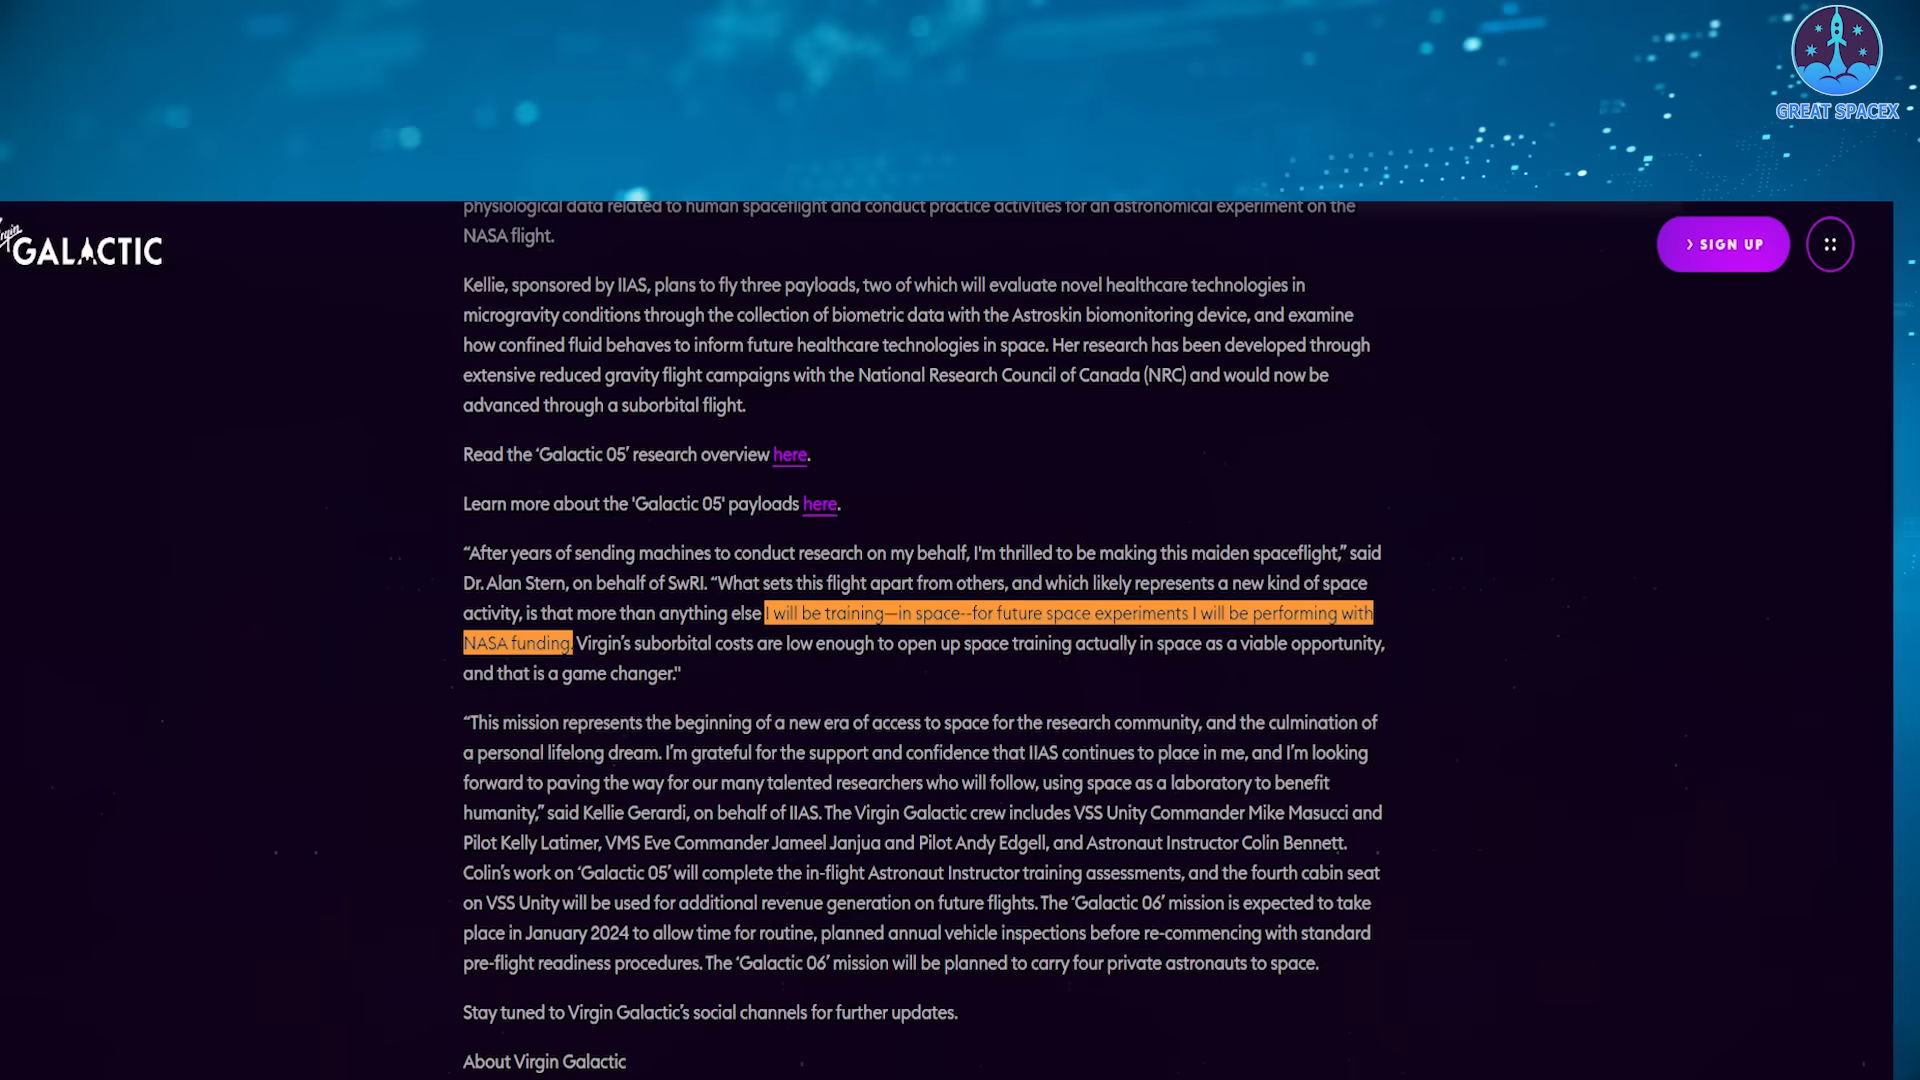 GREAT SPACEX
physiological data related to human spaceflight and conduct practice activities for an astronomical experiment on the
NASA flight.
Virgin
GALACTIC
› SIGN UP
Kellie, sponsored by IIAS, plans to fly three payloads, two of which will evaluate novel healthcare technologies in
microgravity conditions through the collection of biometric data with the Astroskin biomonitoring device, and examine
how confined fluid behaves to inform future healthcare technologies in space. Her research has been developed through
extensive reduced gravity flight campaigns with the National Research Council of Canada (NRC) and would now be
advanced through a suborbital flight.
Read the ‘Galactic 05’ research overview here.
Learn more about the 'Galactic 05' payloads here.
“After years of sending machines to conduct research on my behalf, I'm thrilled to be making this maiden spaceflight,” said
Dr. Alan Stern, on behalf of SwRI. “What sets this flight apart from others, and which likely represents a new kind of space
activity, is that more than anything else I will be training—in space--for future space experiments I will be performing with
NASA funding. Virgin’s suborbital costs are low enough to open up space training actually in space as a viable opportunity,
and that is a game changer."
“This mission represents the beginning of a new era of access to space for the research community, and the culmination of
a personal lifelong dream. I’m grateful for the support and confidence that IIAS continues to place in me, and I’m looking
forward to paving the way for our many talented researchers who will follow, using space as a laboratory to benefit
humanity,” said Kellie Gerardi, on behalf of IIAS. The Virgin Galactic crew includes VSS Unity Commander Mike Masucci and
Pilot Kelly Latimer, VMS Eve Commander Jameel Janjua and Pilot Andy Edgell, and Astronaut Instructor Colin Bennett.
Colin’s work on ‘Galactic 05’ will complete the in-flight Astronaut Instructor training assessments, and the fourth cabin seat
on VSS Unity will be used for additional revenue generation on future flights. The ‘Galactic 06’ mission is expected to take
place in January 2024 to allow time for routine, planned annual vehicle inspections before re-commencing with standard
pre-flight readiness procedures. The ‘Galactic 06’ mission will be planned to carry four private astronauts to space.
Stay tuned to Virgin Galactic’s social channels for further updates.
About Virgin Galactic